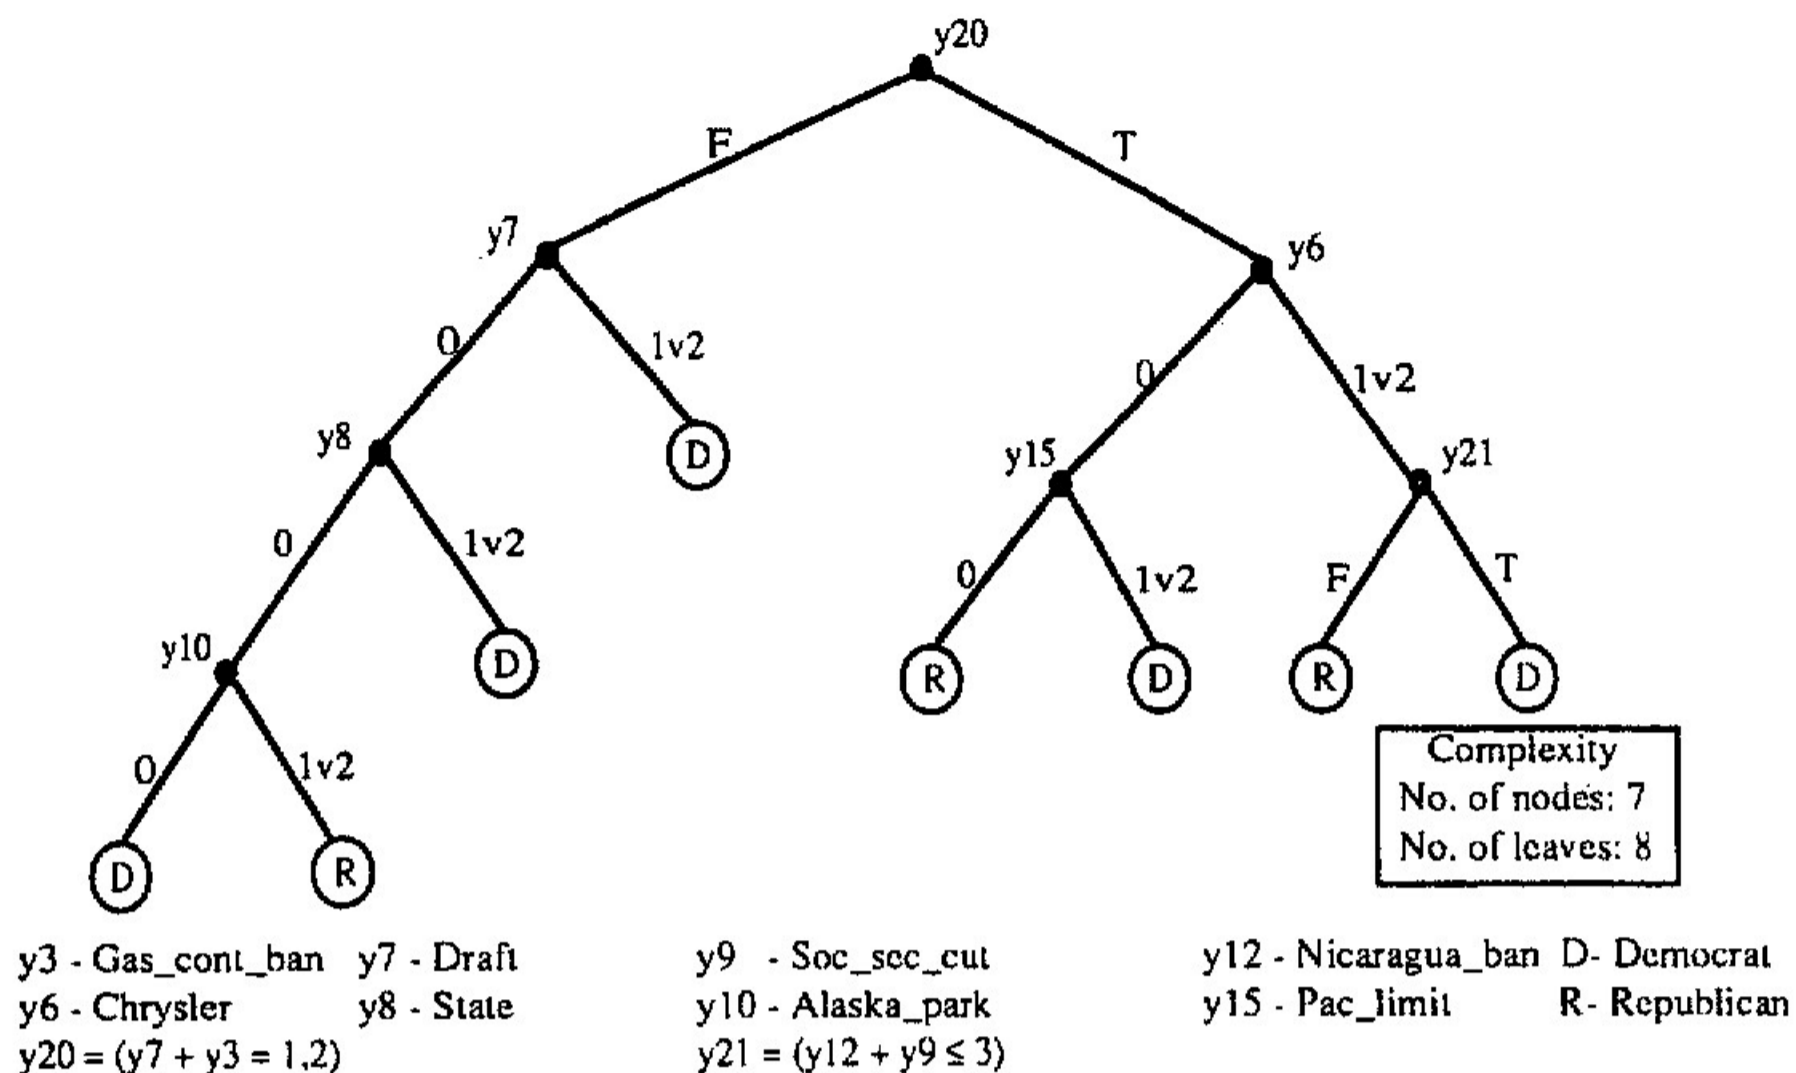 y20
F T
y7 y6
0 1v2 0 1v2
y8 D y15 y21
0 1v2 0 1v2 F T
y10 D R D R D
0 1v2
D R
Complexity
No. of nodes: 7
No. of leaves: 8
y3 - Gas_cont_ban y7 - Draft y9 - Soc_sec_cut y12 - Nicaragua_ban D- Democrat
y6 - Chrysler y8 - State y10 - Alaska_park y15 - Pac_limit R- Republican
y20 = (y7 + y3 = 1,2) y21 = (y12 + y9 ≤ 3)